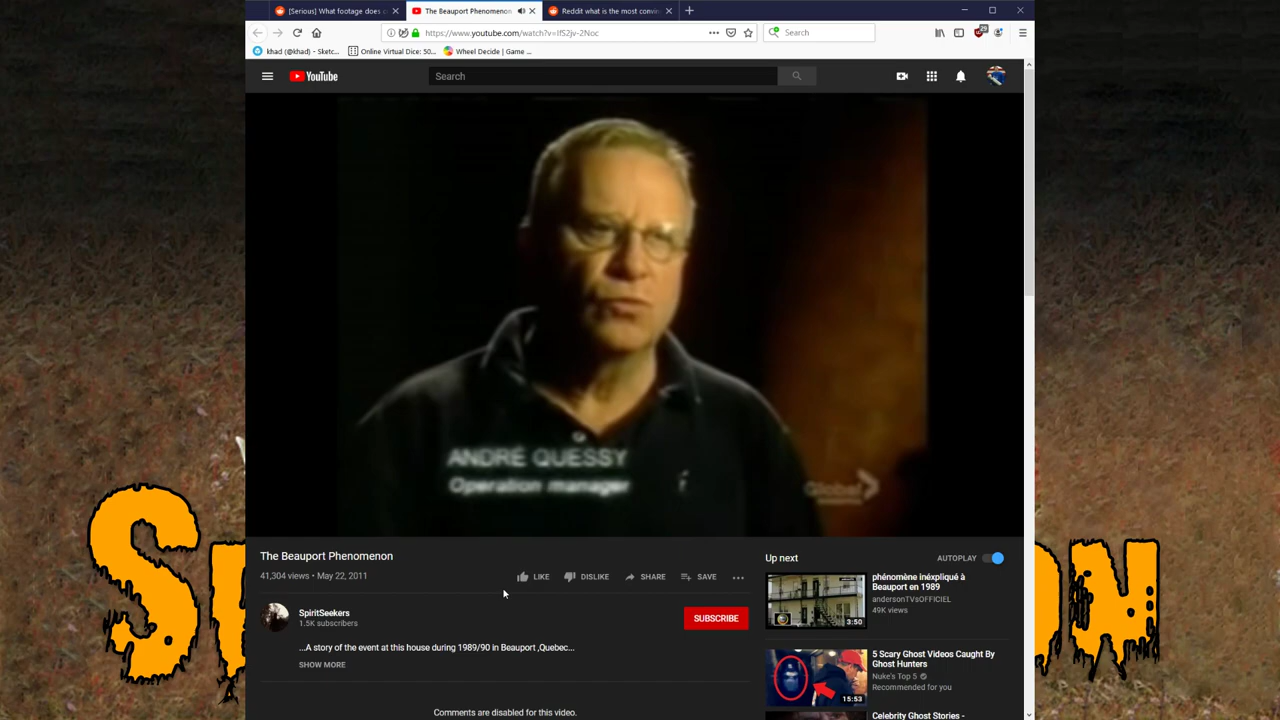 [Serious] What footage does c
The Beauport Phenomenon
Reddit what is the most convin
https://www.youtube.com/watch?v=IfS2jv-2Noc
Search
25
khad (@khad) - Sketc...
Online Virtual Dice: 50...
Wheel Decide | Game ...
YouTube
Search
ANDRÉ QUESSY
Operation manager
Global
The Beauport Phenomenon
41,304 views • May 22, 2011
LIKE
DISLIKE
SHARE
SAVE
SpiritSeekers
1.5K subscribers
SUBSCRIBE
...A story of the event at this house during 1989/90 in Beauport ,Quebec...
SHOW MORE
Comments are disabled for this video.
Up next
AUTOPLAY
phénomène inéxpliqué à
Beauport en 1989
andersonTVsOFFICIEL
49K views
3:50
5 Scary Ghost Videos Caught By
Ghost Hunters
Nuke's Top 5
Recommended for you
15:53
Celebrity Ghost Stories -